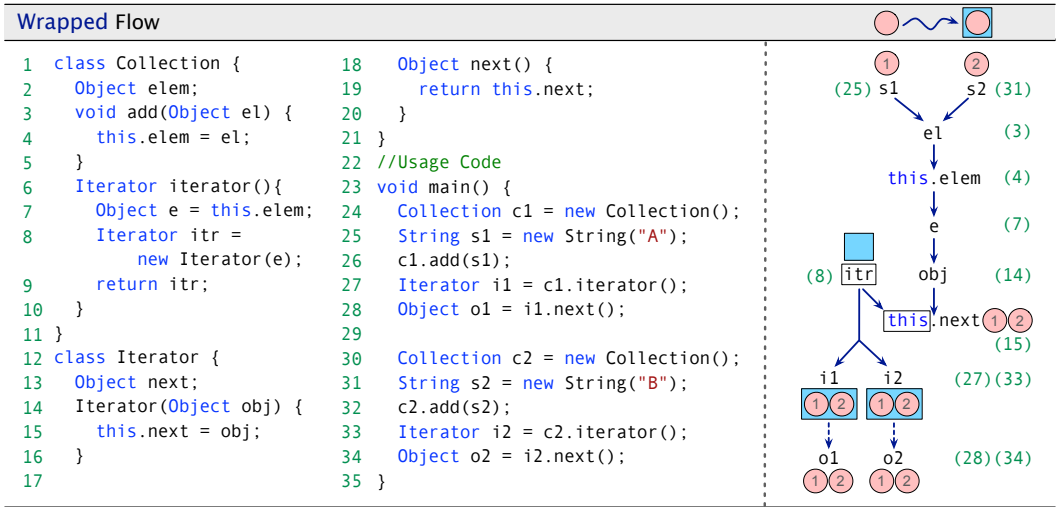 Wrapped Flow
1 class Collection {
2 Object elem;
3 void add(Object el) {
4 this.elem = el;
5 }
6 Iterator iterator(){
7 Object e = this.elem;
8 Iterator itr =
new Iterator(e);
9 return itr;
10 }
11 }
12 class Iterator {
13 Object next;
14 Iterator(Object obj) {
15 this.next = obj;
16 }
17
18 Object next() {
19 return this.next;
20 }
21 }
22 //Usage Code
23 void main() {
24 Collection c1 = new Collection();
25 String s1 = new String("A");
26 c1.add(s1);
27 Iterator i1 = c1.iterator();
28 Object o1 = i1.next();
29
30 Collection c2 = new Collection();
31 String s2 = new String("B");
32 c2.add(s2);
33 Iterator i2 = c2.iterator();
34 Object o2 = i2.next();
35 }
1 2
(25) s1 s2 (31)
el (3)
this.elem (4)
e (7)
(8) itr obj (14)
this.next 1 2
(15)
i1 i2 (27)(33)
1 2 1 2
o1 o2 (28)(34)
1 2 1 2